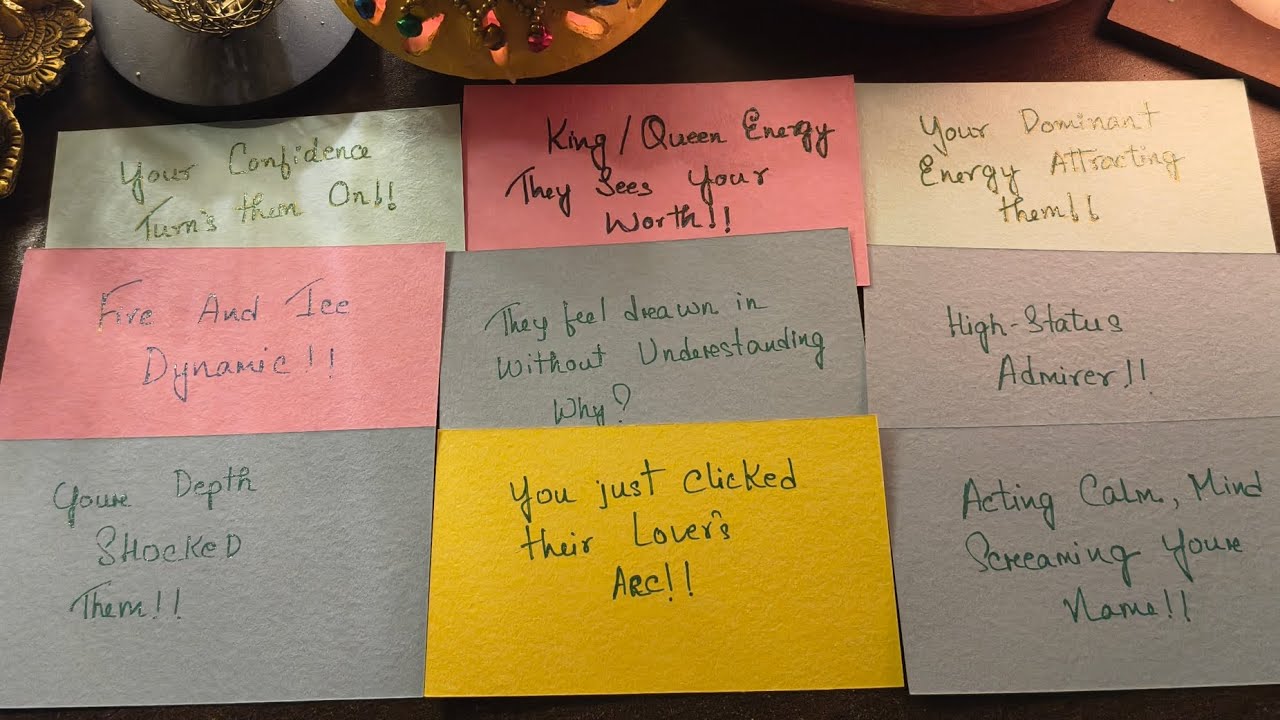 Your Confidence
Turn's them On!!
King/Queen Energy
They Sees Your
Worth!!
Your Dominant
Energy Attracting
them!!
Fire And Ice
Dynamic!!
They feel drawn in
Without Understanding
Why?
High-Status
Admirer!!
Your Depth
SHocKeD
Them!!
You just clicked
their Lover's
ARC!!
Acting Calm, Mind
Screaming Your
Name!!